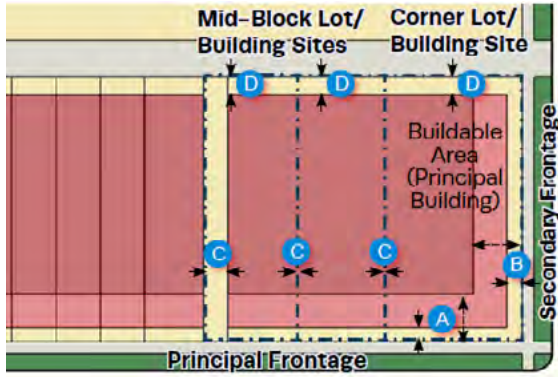 Mid-Block Lot/
Building Sites
Corner Lot/
Building Site
D
D
D
Buildable
Area
(Principal
Building)
C
C
C
B
A
Secondary Frontage
Principal Frontage